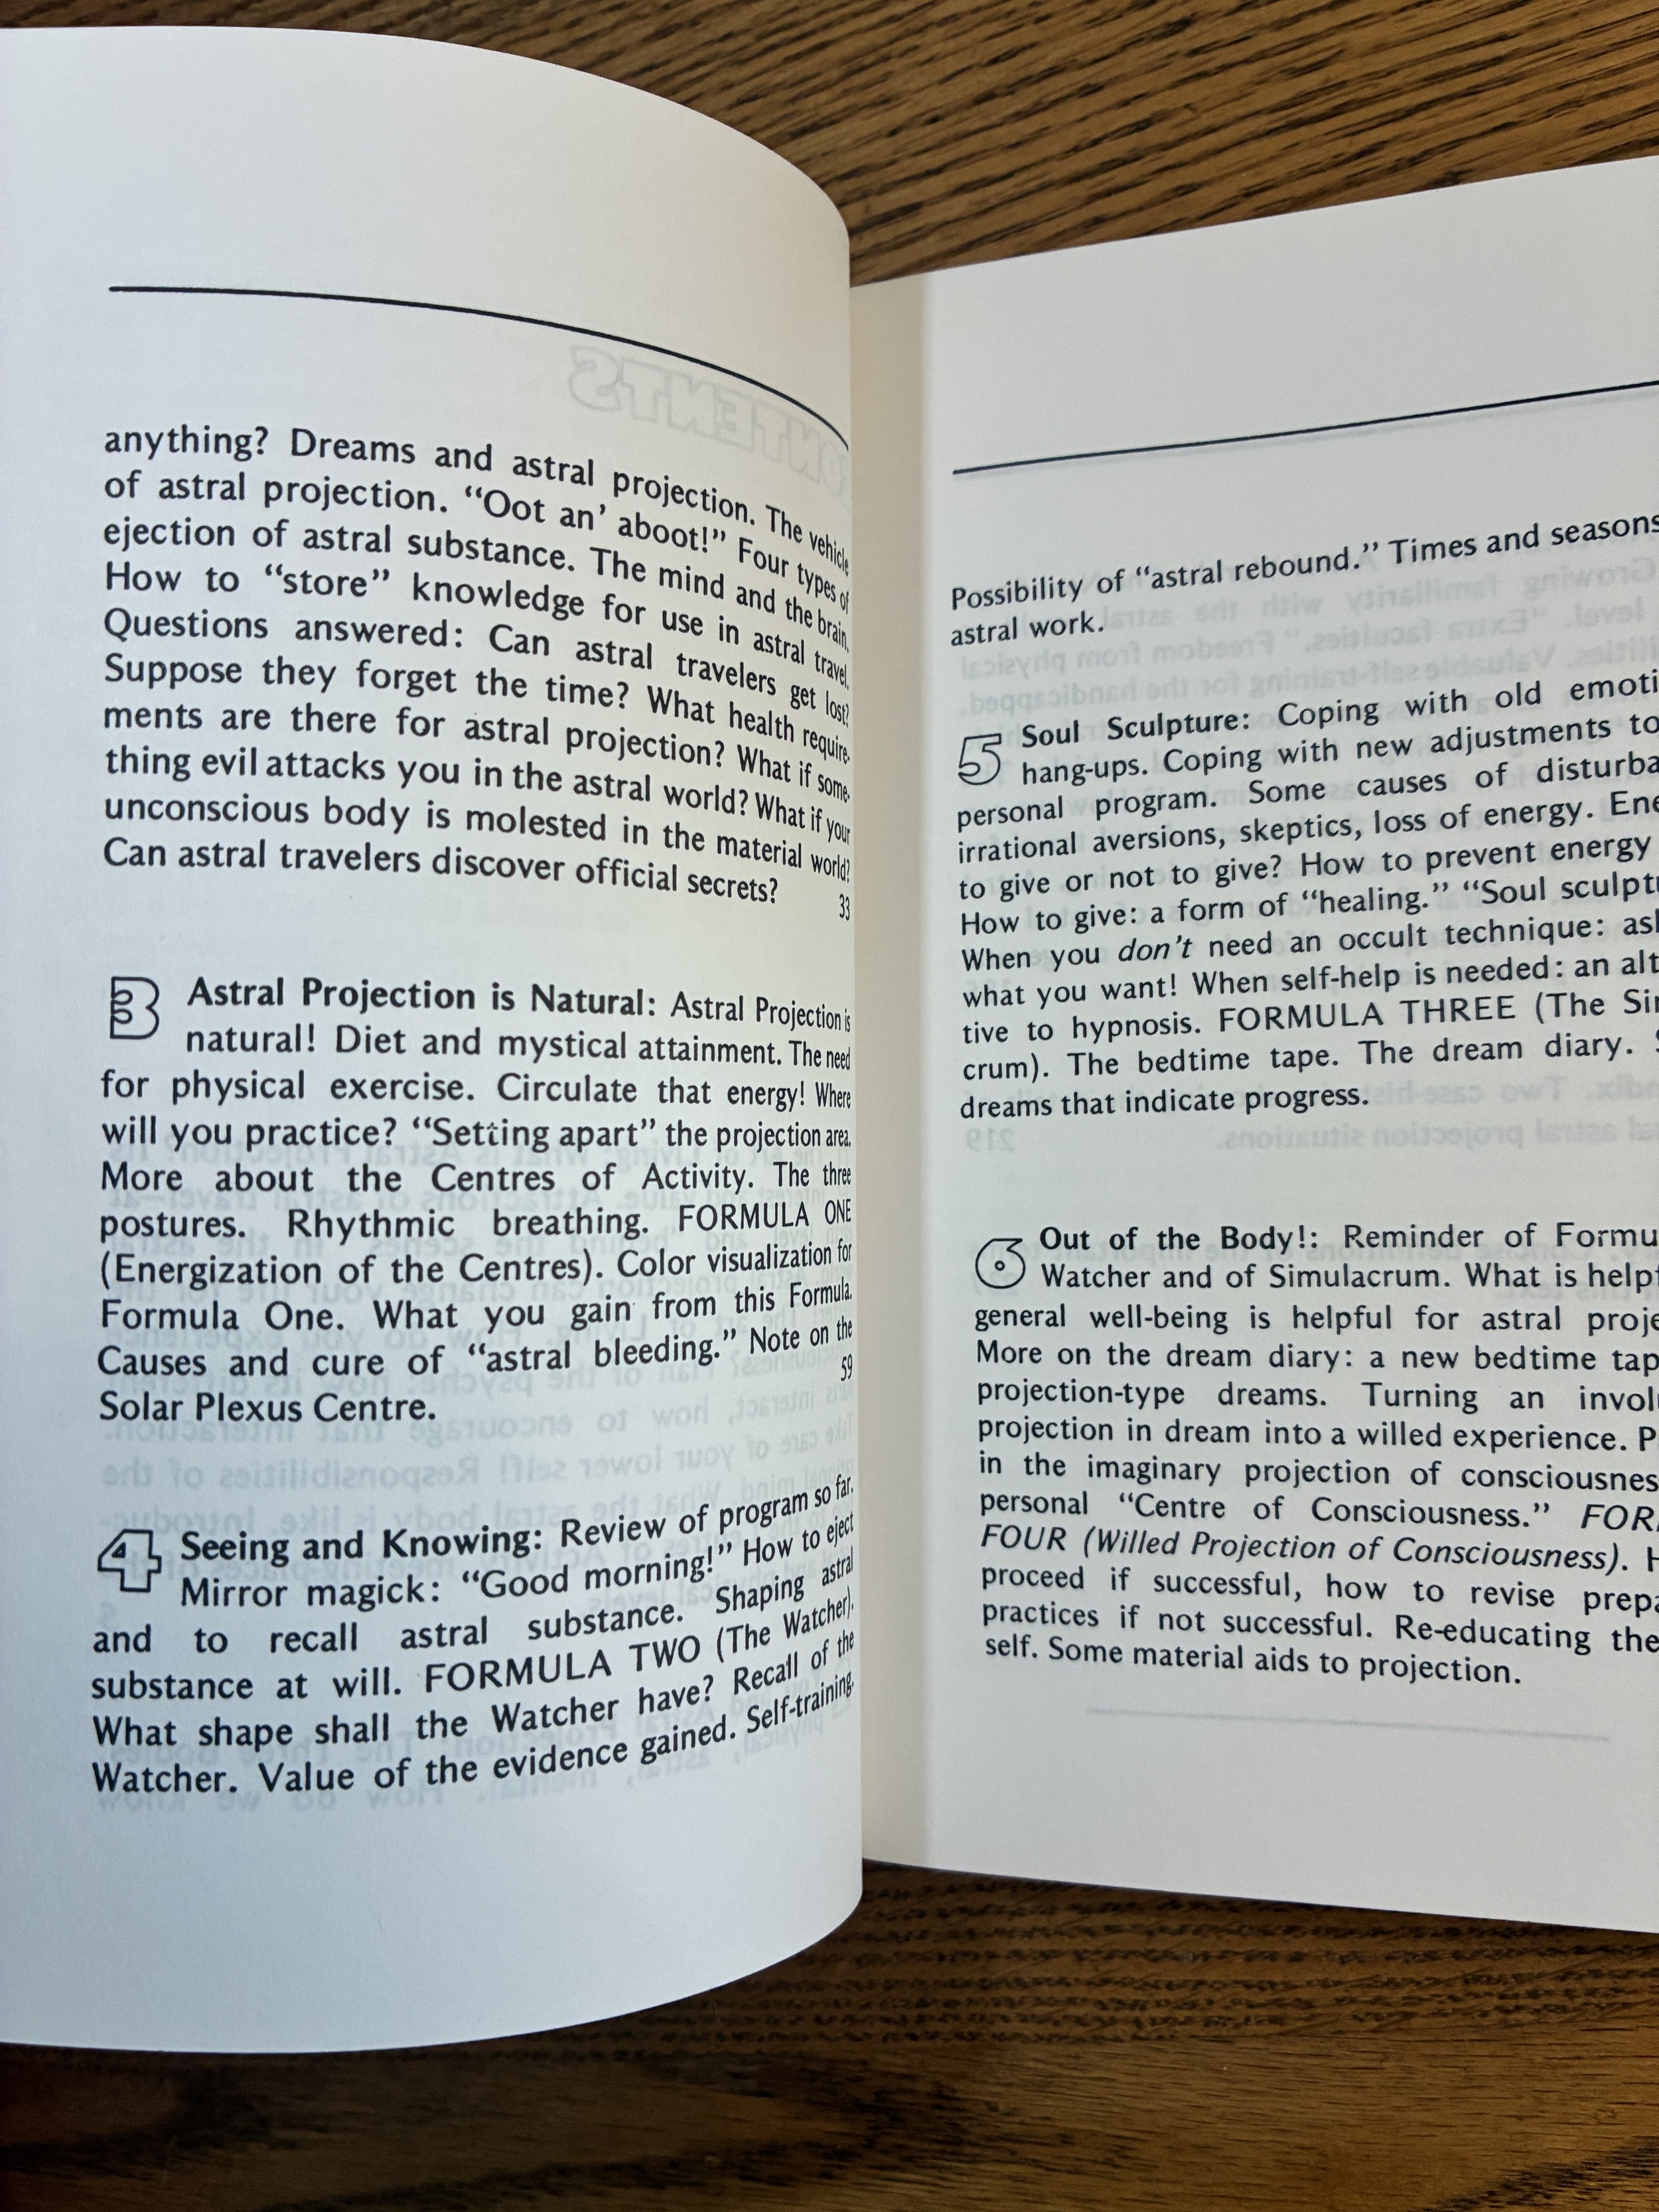 anything? Dreams and astral projection. The vehicle
of astral projection. “Oot an’ aboot!” Four types of
ejection of astral substance. The mind and the brain.
How to “store” knowledge for use in astral travel.
Questions answered: Can astral travelers get lost?
Suppose they forget the time? What health require-
ments are there for astral projection? What if some-
thing evil attacks you in the astral world? What if your
unconscious body is molested in the material world?
Can astral travelers discover official secrets? 33
3 Astral Projection is Natural: Astral Projection is
natural! Diet and mystical attainment. The need
for physical exercise. Circulate that energy! Where
will you practice? “Setting apart” the projection area.
More about the Centres of Activity. The three
postures. Rhythmic breathing. FORMULA ONE
(Energization of the Centres). Color visualization for
Formula One. What you gain from this Formula.
Causes and cure of “astral bleeding.” Note on the
Solar Plexus Centre. 59
4 Seeing and Knowing: Review of program so far.
Mirror magick: “Good morning!” How to eject
and to recall astral substance. Shaping astral
substance at will. FORMULA TWO (The Watcher).
What shape shall the Watcher have? Recall of the
Watcher. Value of the evidence gained. Self-training.
Possibility of “astral rebound.” Times and seasons
astral work.
5 Soul Sculpture: Coping with old emoti
hang-ups. Coping with new adjustments to
personal program. Some causes of disturba
irrational aversions, skeptics, loss of energy. Ene
to give or not to give? How to prevent energy
How to give: a form of “healing.” “Soul sculptu
When you don’t need an occult technique: ask
what you want! When self-help is needed: an alt
tive to hypnosis. FORMULA THREE (The Sim
crum). The bedtime tape. The dream diary. S
dreams that indicate progress.
6 Out of the Body!: Reminder of Formu
Watcher and of Simulacrum. What is helpf
general well-being is helpful for astral proje
More on the dream diary: a new bedtime tap
projection-type dreams. Turning an invol
projection in dream into a willed experience. P
in the imaginary projection of consciousnes
personal “Centre of Consciousness.” FOR
FOUR (Willed Projection of Consciousness). H
proceed if successful, how to revise prepa
practices if not successful. Re-educating the
self. Some material aids to projection.